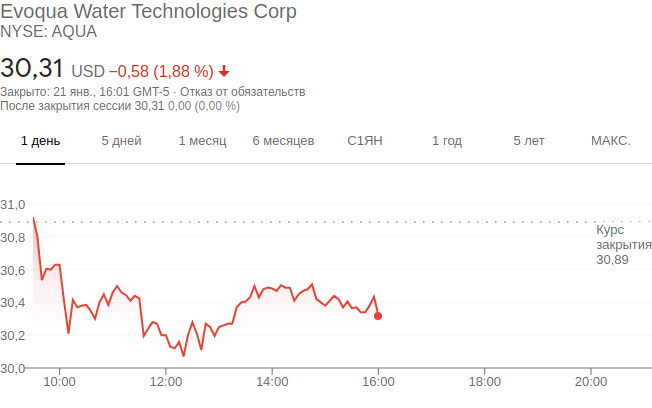 Evoqua Water Technologies Corp
NYSE: AQUA
30,31 USD −0,58 (1,88 %)
Закрыто: 21 янв., 16:01 GMT-5 · Отказ от обязательств
После закрытия сессии 30,31 0,00 (0,00 %)
1 день 5 дней 1 месяц 6 месяцев С1ЯН 1 год 5 лет МАКС.
31,0
Курс
30,8
закрытия
30,89
30,6
30,4
30,2
30,0
10:00 12:00 14:00 16:00 18:00 20:00